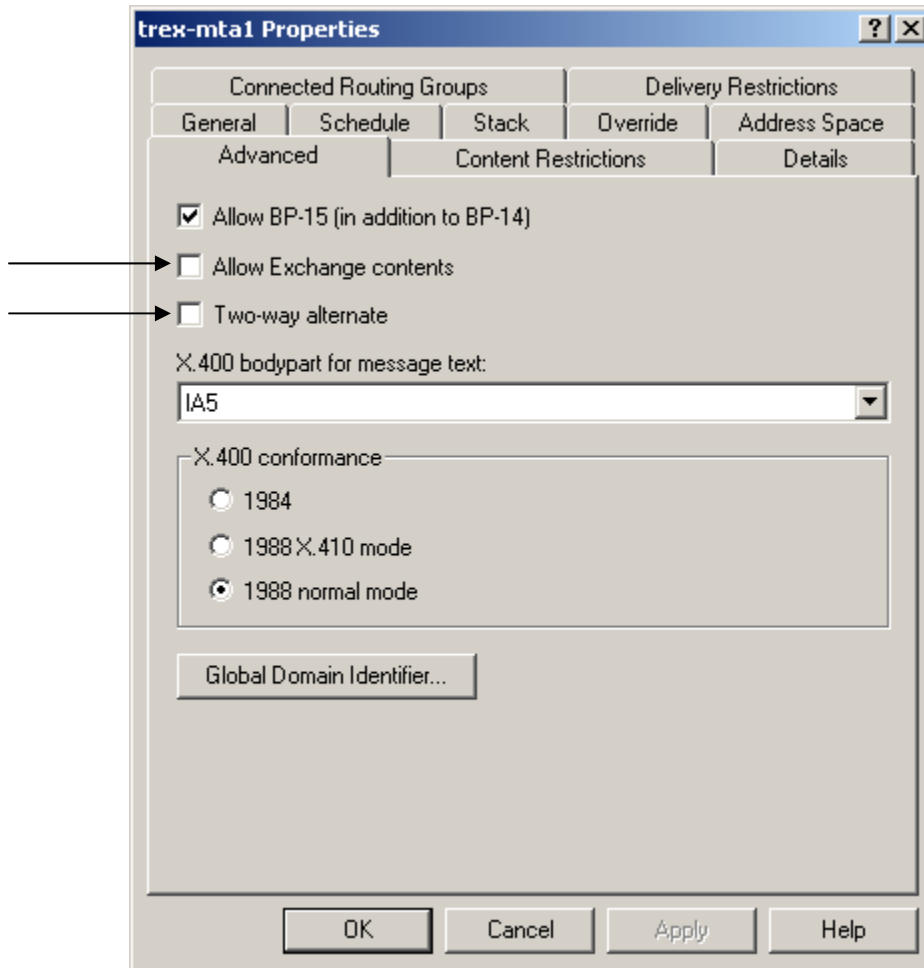 trex-mta1 Properties
Connected Routing Groups Delivery Restrictions
General Schedule Stack Override Address Space
Advanced Content Restrictions Details
Allow BP-15 (in addition to BP-14)
Allow Exchange contents
Two-way alternate
X.400 bodypart for message text:
IA5
X.400 conformance
1984
1988 X.410 mode
1988 normal mode
Global Domain Identifier...
OK Cancel Apply Help